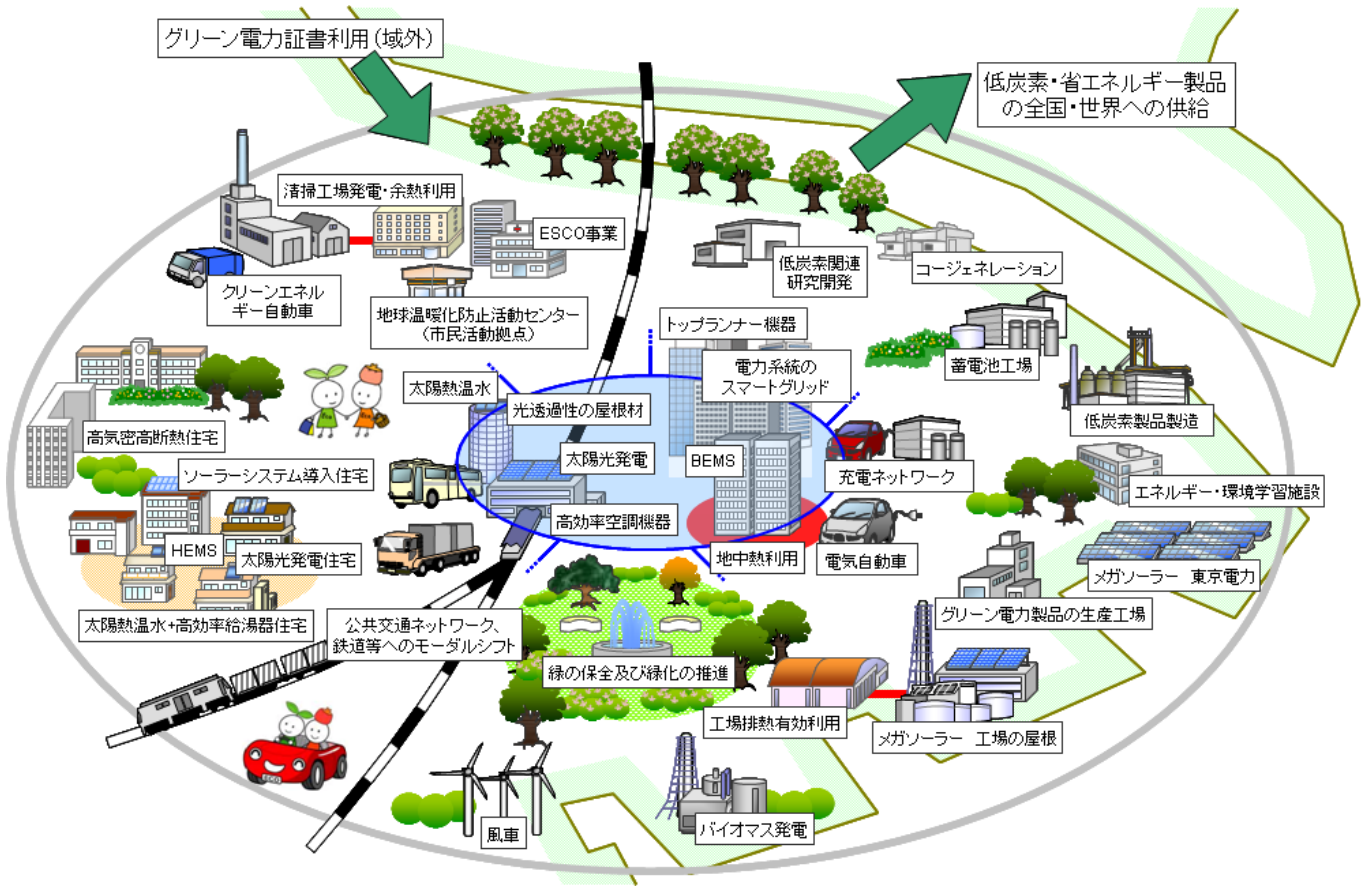 グリーン電力証書利用(域外)
低炭素・省エネルギー製品
の全国・世界への供給
清掃工場発電・余熱利用
ESCO事業
クリーンエネル
ギー自動車
地球温暖化防止活動センター
(市民活動拠点)
低炭素関連
研究開発
コージェネレーション
トップランナー機器
電力系統の
スマートグリッド
蓄電池工場
太陽熱温水
光透過性の屋根材
低炭素製品製造
高気密高断熱住宅
太陽光発電
BEMS
ソーラーシステム導入住宅
充電ネットワーク
エネルギー・環境学習施設
高効率空調機器
HEMS
太陽光発電住宅
地中熱利用
電気自動車
メガソーラー 東京電力
グリーン電力製品の生産工場
太陽熱温水+高効率給湯器住宅
公共交通ネットワーク、
鉄道等へのモーダルシフト
緑の保全及び緑化の推進
工場排熱有効利用
メガソーラー 工場の屋根
ECO
風車
バイオマス発電